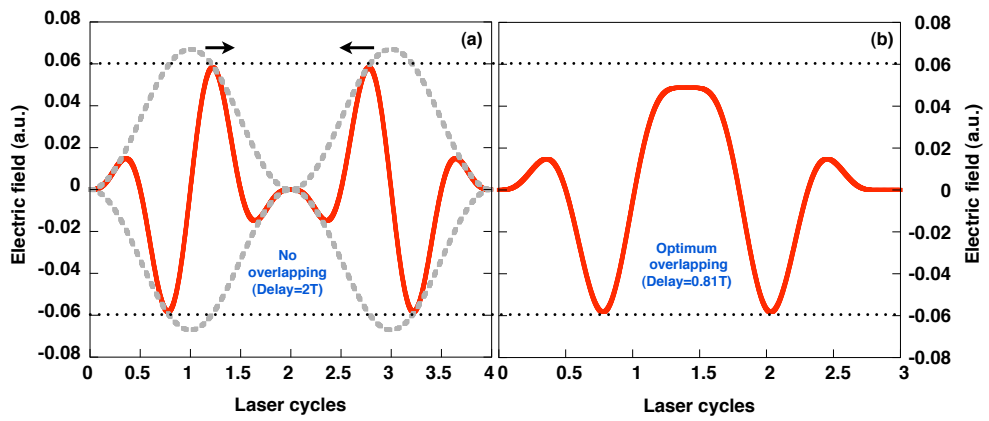 (a)
0.08
0.06
0.04
0.02
0
-0.02
-0.04
-0.06
-0.08
Electric field (a.u.)
No
overlapping
(Delay=2T)
0 0.5 1 1.5 2 2.5 3 3.5 4
Laser cycles
(b)
Optimum
overlapping
(Delay=0.81T)
0 0.5 1 1.5 2 2.5 3
Laser cycles
0.08
0.06
0.04
0.02
0
-0.02
-0.04
-0.06
-0.08
Electric field (a.u.)